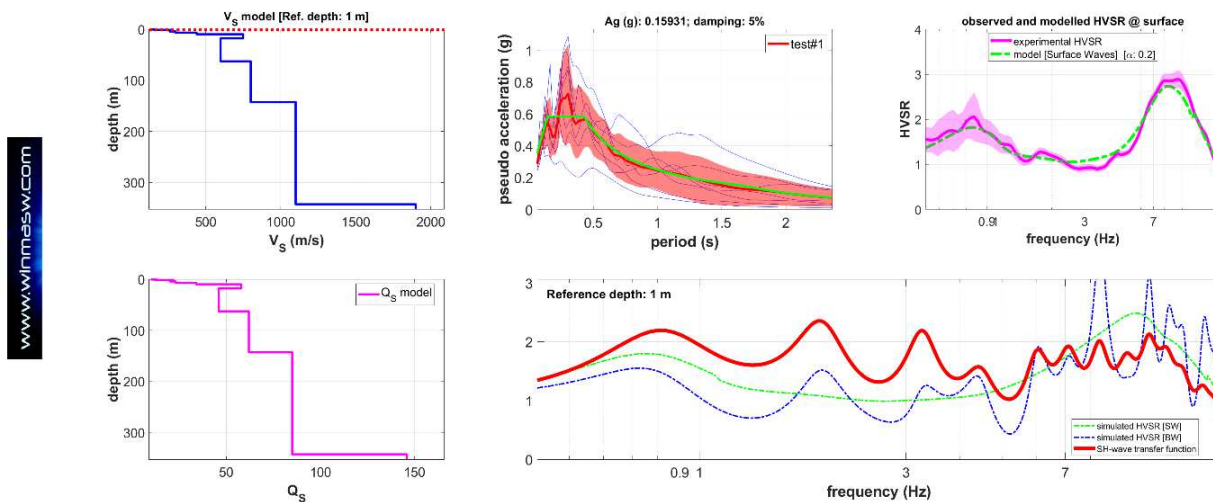 www.winmasw.com
V_S model [Ref. depth: 1 m]
0
100
200
300
depth (m)
500
1000
1500
2000
V_S (m/s)
Ag (g): 0.15931; damping: 5%
test#1
1
0.8
0.6
0.4
0.2
0
pseudo acceleration (g)
0.5
1
1.5
2
period (s)
observed and modelled HVSR @ surface
experimental HVSR
model [Surface Waves] [α: 0.2]
4
3
2
1
0
HVSR
0.9
1
3
7
frequency (Hz)
Q_S model
0
100
200
300
depth (m)
50
100
150
Q_S
Reference depth: 1 m
3
2
1
0
simulated HVSR [SW]
simulated HVSR [BW]
SH-wave transfer function
0.9
1
3
7
frequency (Hz)